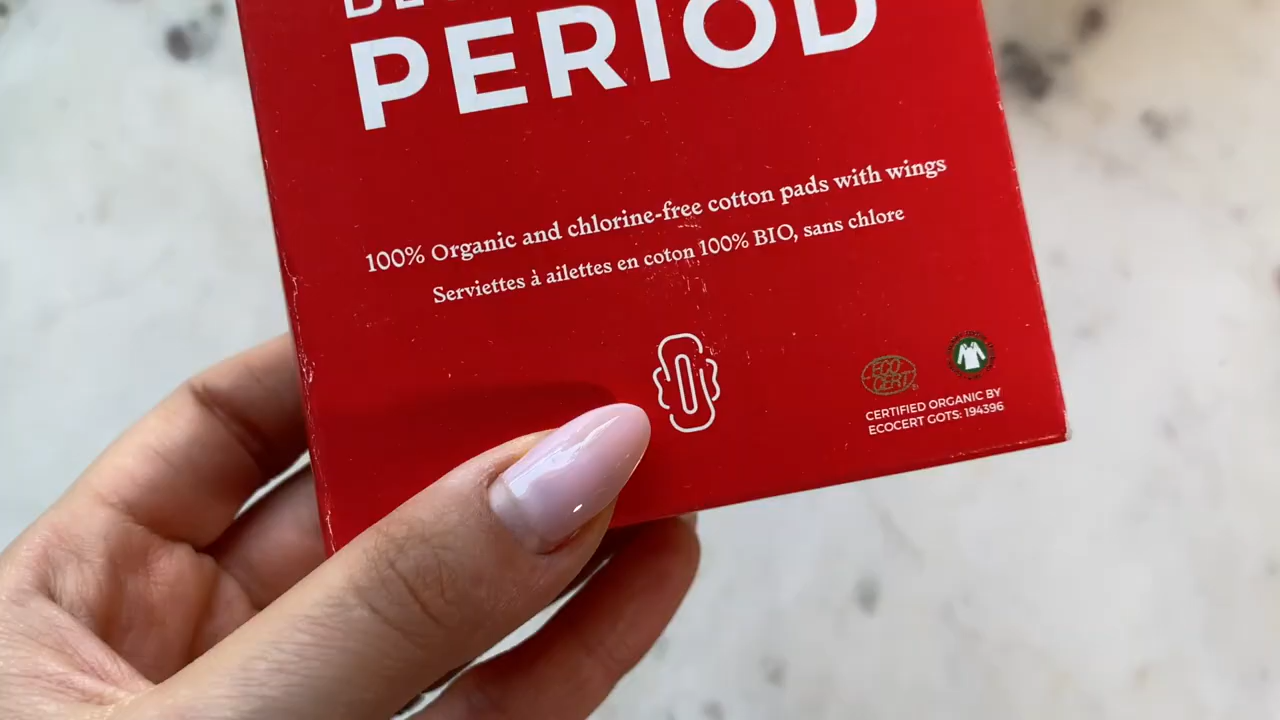 PERIOD
100% Organic and chlorine-free cotton pads with wings
Serviettes à ailettes en coton 100% BIO, sans chlore
ECO
CERT
CERTIFIED ORGANIC BY
ECOCERT GOTS: 194396